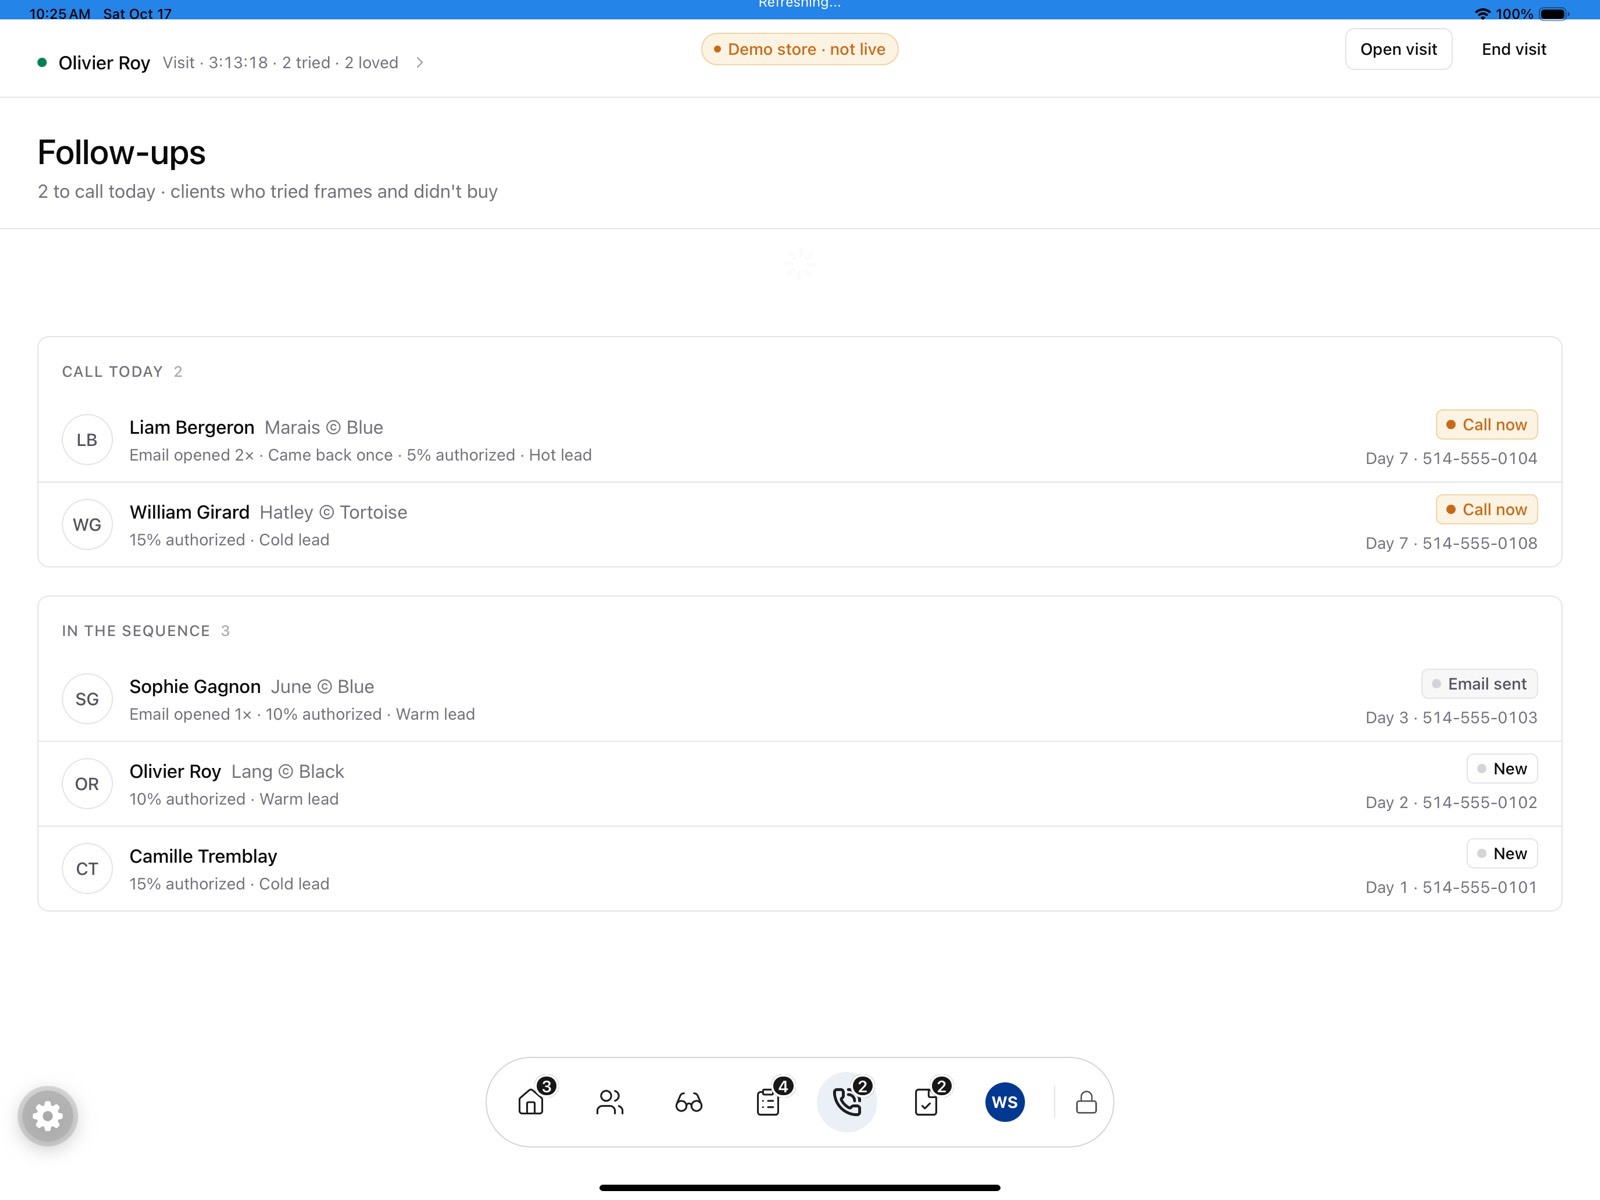 Refreshing...
10:25 AM Sat Oct 17
100%
Olivier Roy Visit · 3:13:18 · 2 tried · 2 loved
Demo store · not live
Open visit
End visit
Follow-ups
2 to call today · clients who tried frames and didn't buy
CALL TODAY 2
LB
Liam Bergeron Marais © Blue
Email opened 2× · Came back once · 5% authorized · Hot lead
Call now
Day 7 · 514-555-0104
WG
William Girard Hatley © Tortoise
15% authorized · Cold lead
Call now
Day 7 · 514-555-0108
IN THE SEQUENCE 3
SG
Sophie Gagnon June © Blue
Email opened 1× · 10% authorized · Warm lead
Email sent
Day 3 · 514-555-0103
OR
Olivier Roy Lang © Black
10% authorized · Warm lead
New
Day 2 · 514-555-0102
CT
Camille Tremblay
15% authorized · Cold lead
New
Day 1 · 514-555-0101
3
4
2
2
WS